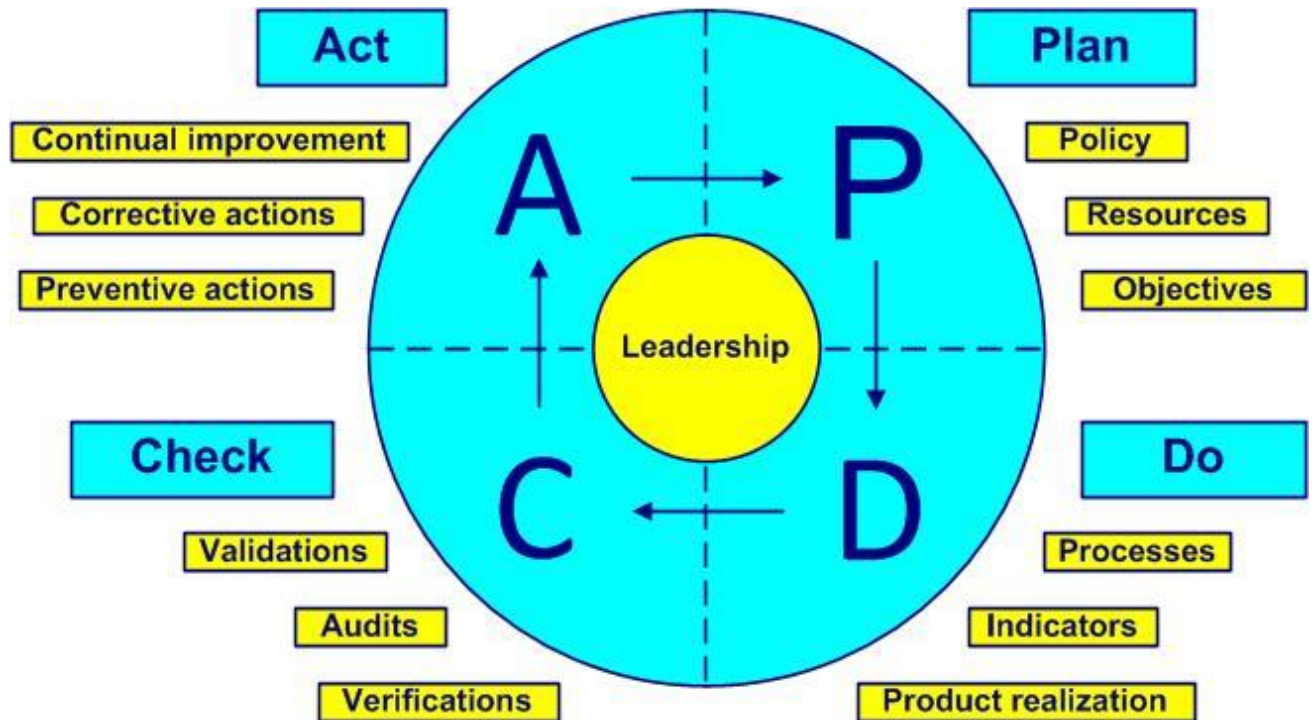 Act
Plan
Continual improvement
Policy
Corrective actions
Resources
Preventive actions
Objectives
A
P
Leadership
Check
Do
C
D
Validations
Processes
Audits
Indicators
Verifications
Product realization